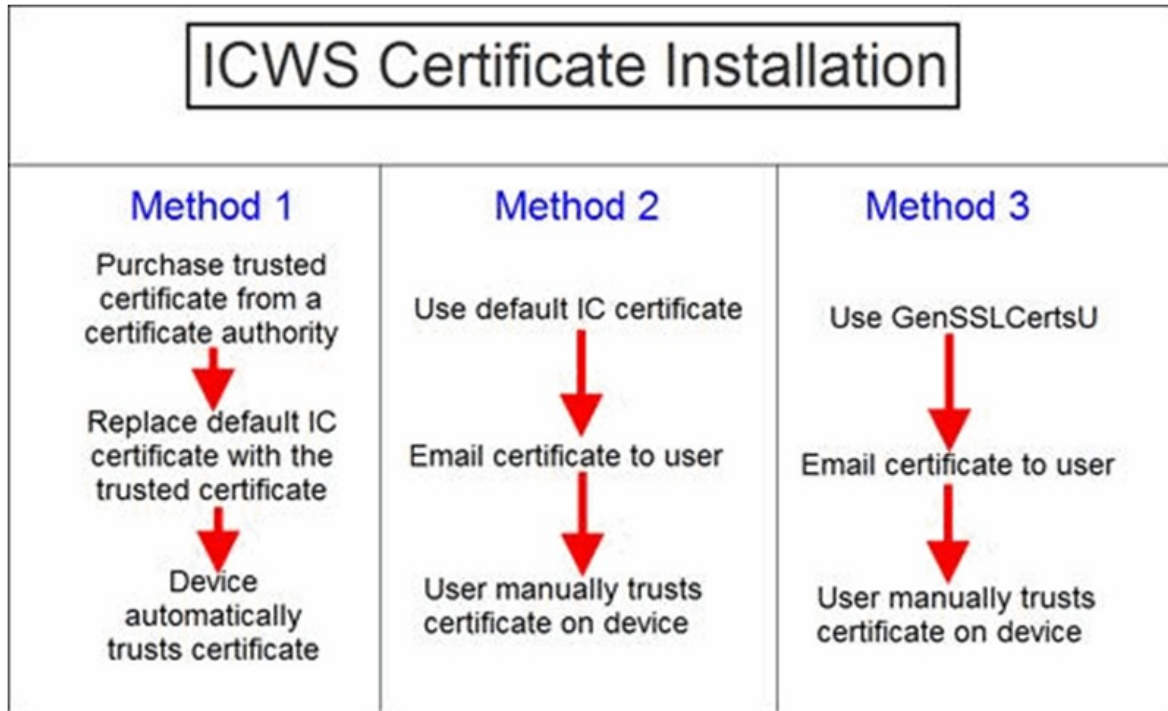 ICWS Certificate Installation
Method 1
Purchase trusted
certificate from a
certificate authority
Replace default IC
certificate with the
trusted certificate
Device
automatically
trusts certificate
Method 2
Use default IC certificate
Email certificate to user
User manually trusts
certificate on device
Method 3
Use GenSSLCertsU
Email certificate to user
User manually trusts
certificate on device